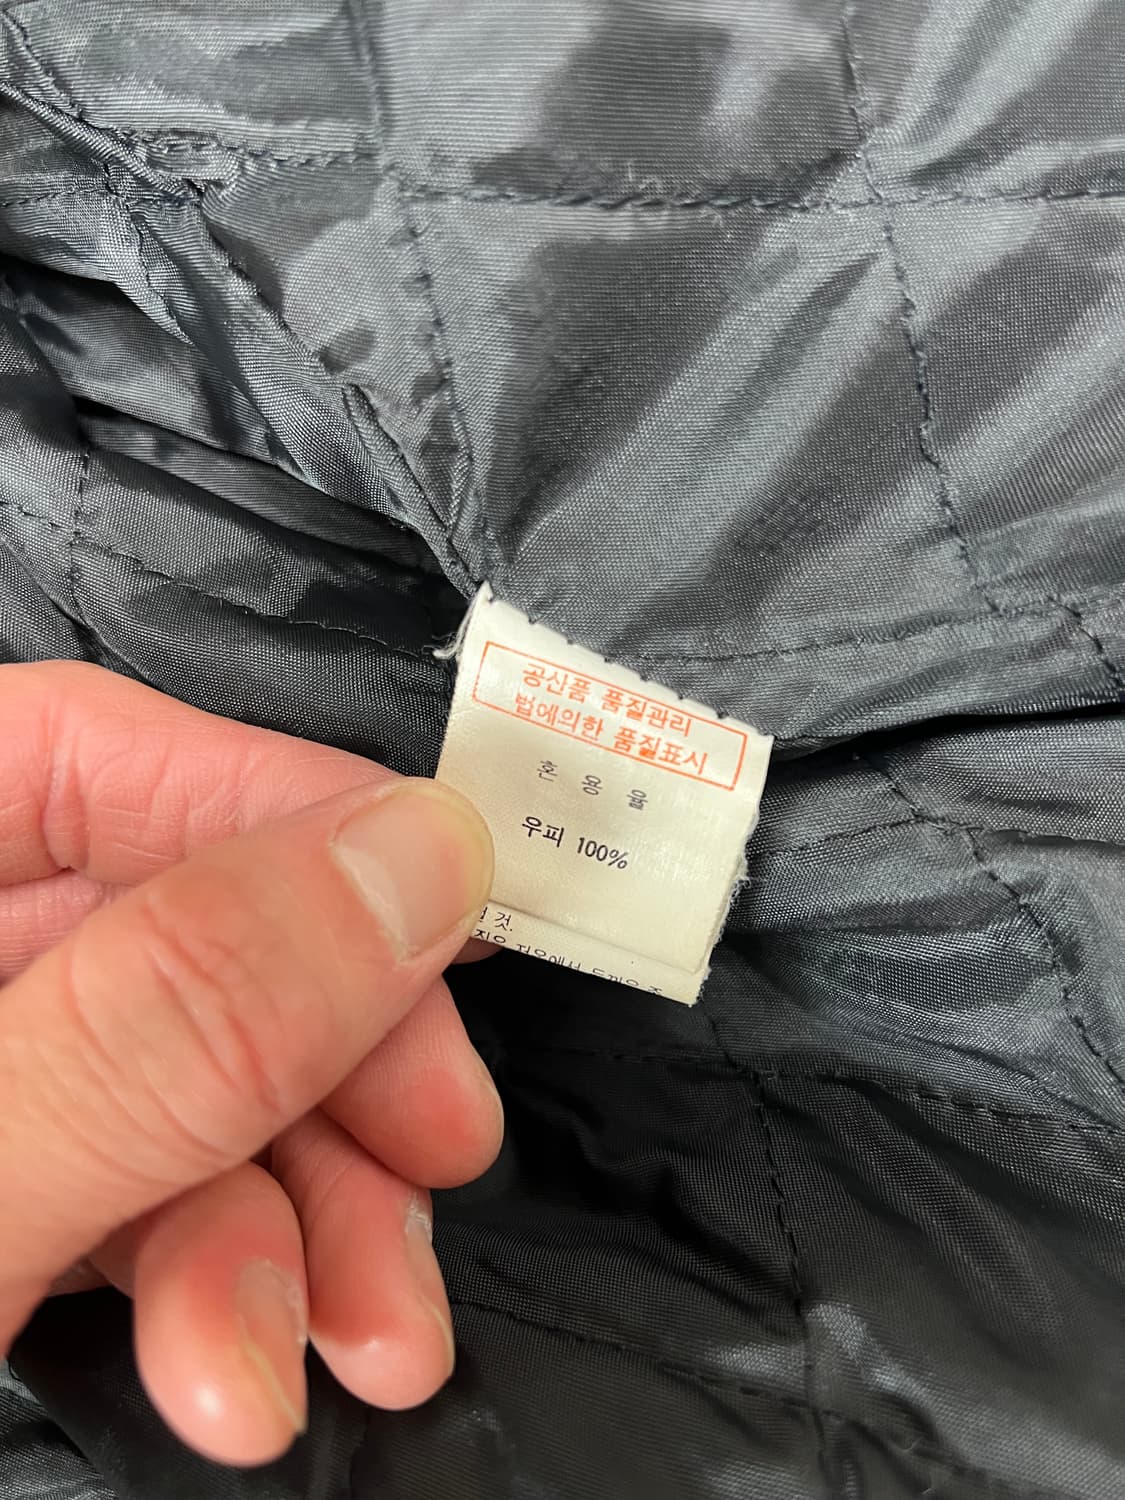 공산품 품질관리
법에의한 품질표시
혼 용 율
우피 100%
것.